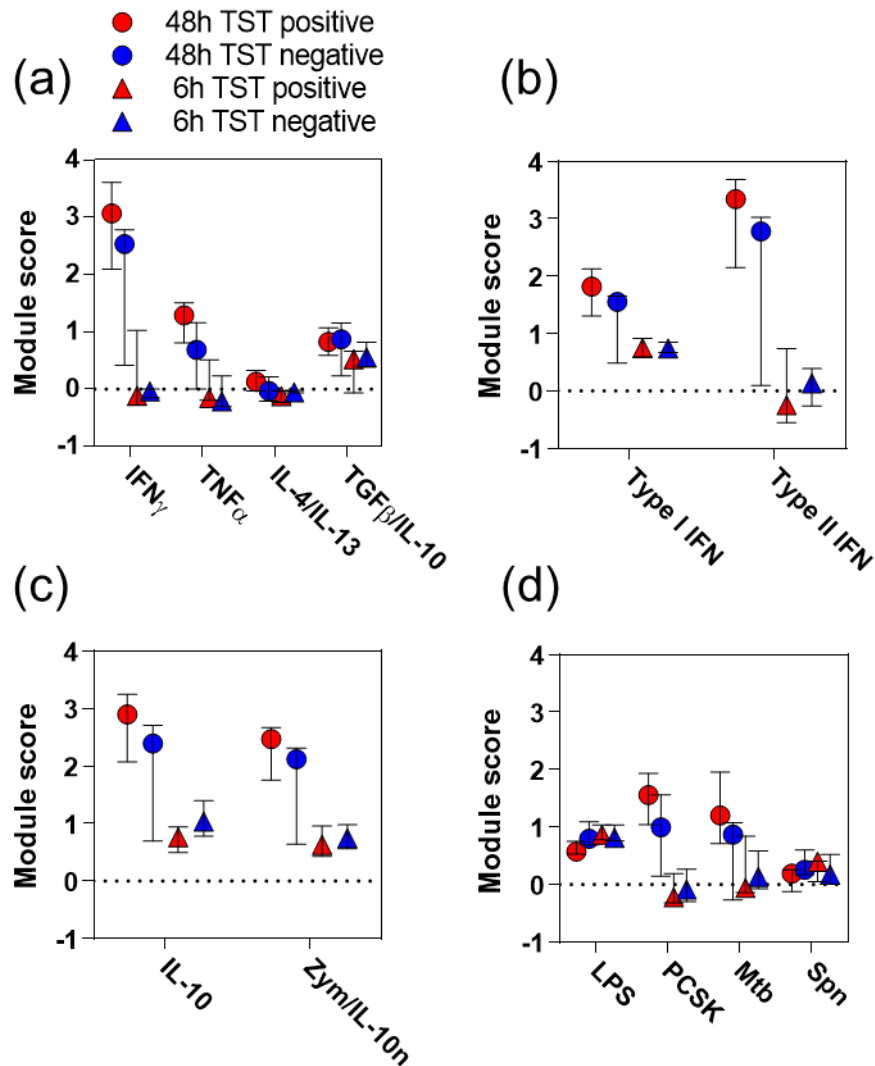 48h TST positive
48h TST negative
6h TST positive
6h TST negative
(a)
Module score
4
3
2
1
0
-1
IFNγ
TNFα
IL-4/IL-13
TGFβ/IL-10
(b)
Module score
4
3
2
1
0
-1
Type I IFN
Type II IFN
(c)
Module score
4
3
2
1
0
-1
IL-10
Zym/IL-10n
(d)
Module score
4
3
2
1
0
-1
LPS
PCSK
Mtb
Spn